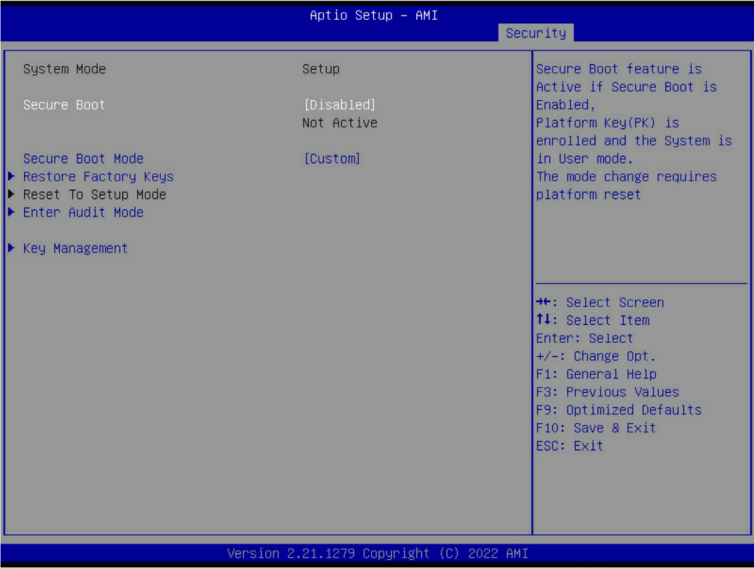 Aptio Setup – AMI
Security
System Mode Setup
Secure Boot [Disabled]
Not Active
Secure Boot Mode [Custom]
Restore Factory Keys
Reset To Setup Mode
Enter Audit Mode
Key Management
Secure Boot feature is
Active if Secure Boot is
Enabled,
Platform Key(PK) is
enrolled and the System is
in User mode.
The mode change requires
platform reset
→←: Select Screen
↑↓: Select Item
Enter: Select
+/-: Change Opt.
F1: General Help
F3: Previous Values
F9: Optimized Defaults
F10: Save & Exit
ESC: Exit
Version 2.21.1279 Copyright (C) 2022 AMI